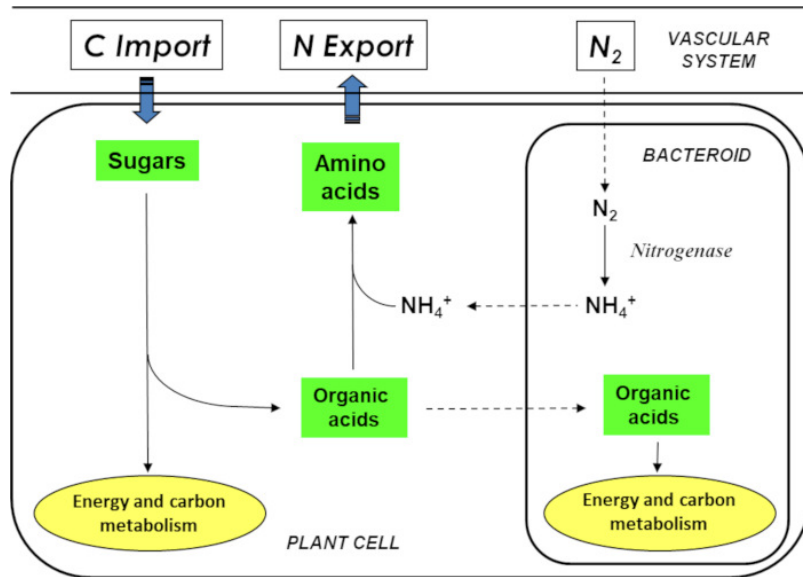 C Import
N Export
N₂
VASCULAR
SYSTEM
Sugars
Amino
acids
BACTEROID
N₂
Nitrogenase
NH₄⁺
NH₄⁺
Organic
acids
Organic
acids
Energy and carbon
metabolism
Energy and carbon
metabolism
PLANT CELL